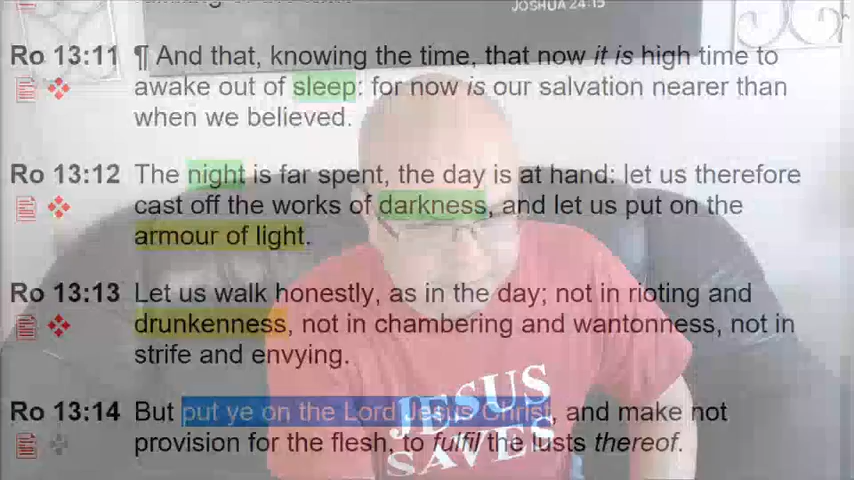 JOSHUA 24:15
Ro 13:11 ¶ And that, knowing the time, that now it is high time to
awake out of sleep: for now is our salvation nearer than
when we believed.
Ro 13:12 The night is far spent, the day is at hand: let us therefore
cast off the works of darkness, and let us put on the
armour of light.
Ro 13:13 Let us walk honestly, as in the day; not in rioting and
drunkenness, not in chambering and wantonness, not in
strife and envying.
Ro 13:14 But put ye on the Lord Jesus Christ, and make not
provision for the flesh, to fulfil the lusts thereof.
JESUS
SAVES